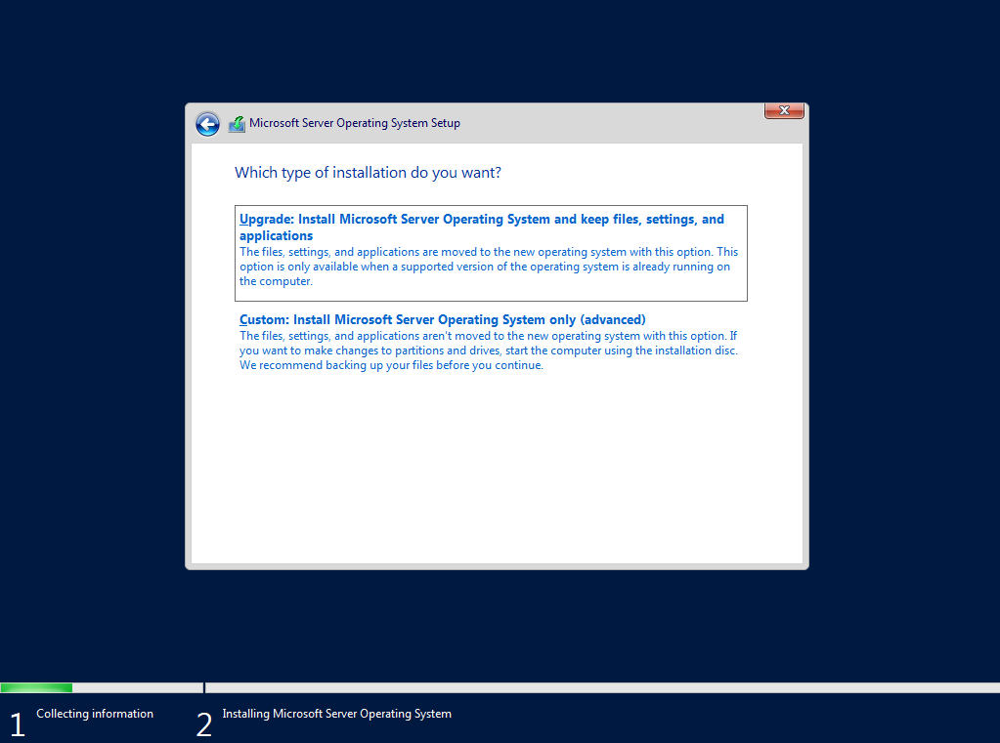 Microsoft Server Operating System Setup
Which type of installation do you want?
Upgrade: Install Microsoft Server Operating System and keep files, settings, and
applications
The files, settings, and applications are moved to the new operating system with this option. This
option is only available when a supported version of the operating system is already running on
the computer.
Custom: Install Microsoft Server Operating System only (advanced)
The files, settings, and applications aren't moved to the new operating system with this option. If
you want to make changes to partitions and drives, start the computer using the installation disc.
We recommend backing up your files before you continue.
1 Collecting information
2 Installing Microsoft Server Operating System